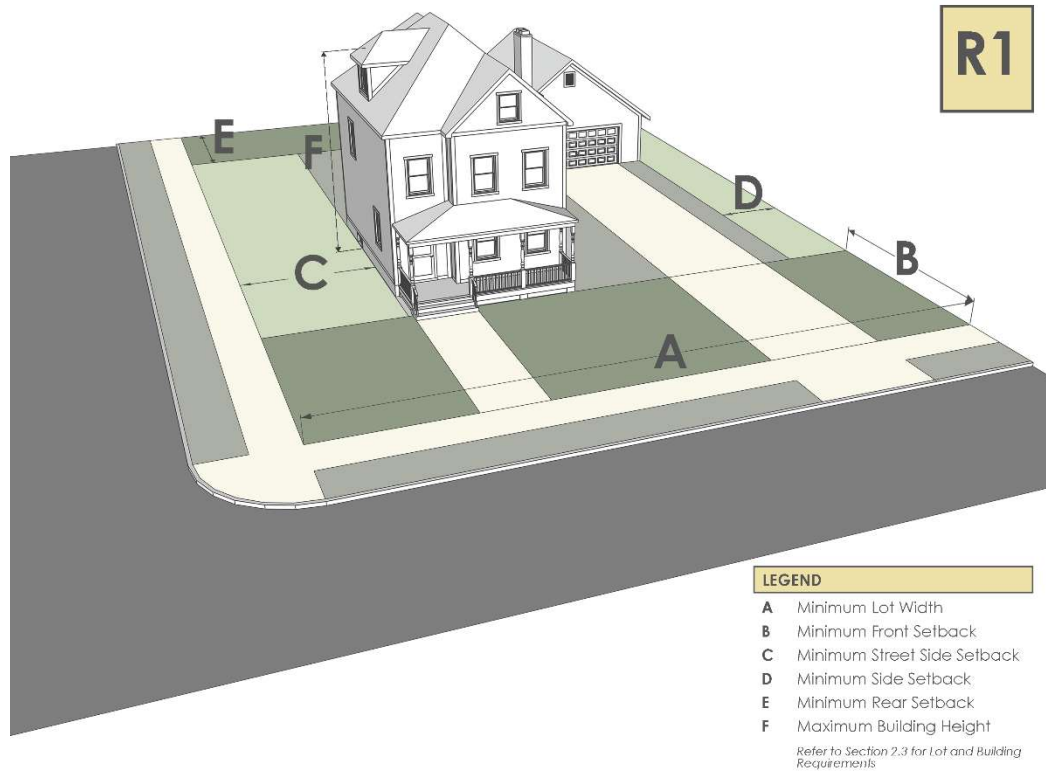 R1
E
F
D
B
C
A
LEGEND
A Minimum Lot Width
B Minimum Front Setback
C Minimum Street Side Setback
D Minimum Side Setback
E Minimum Rear Setback
F Maximum Building Height
Refer to Section 2.3 for Lot and Building
Requirements